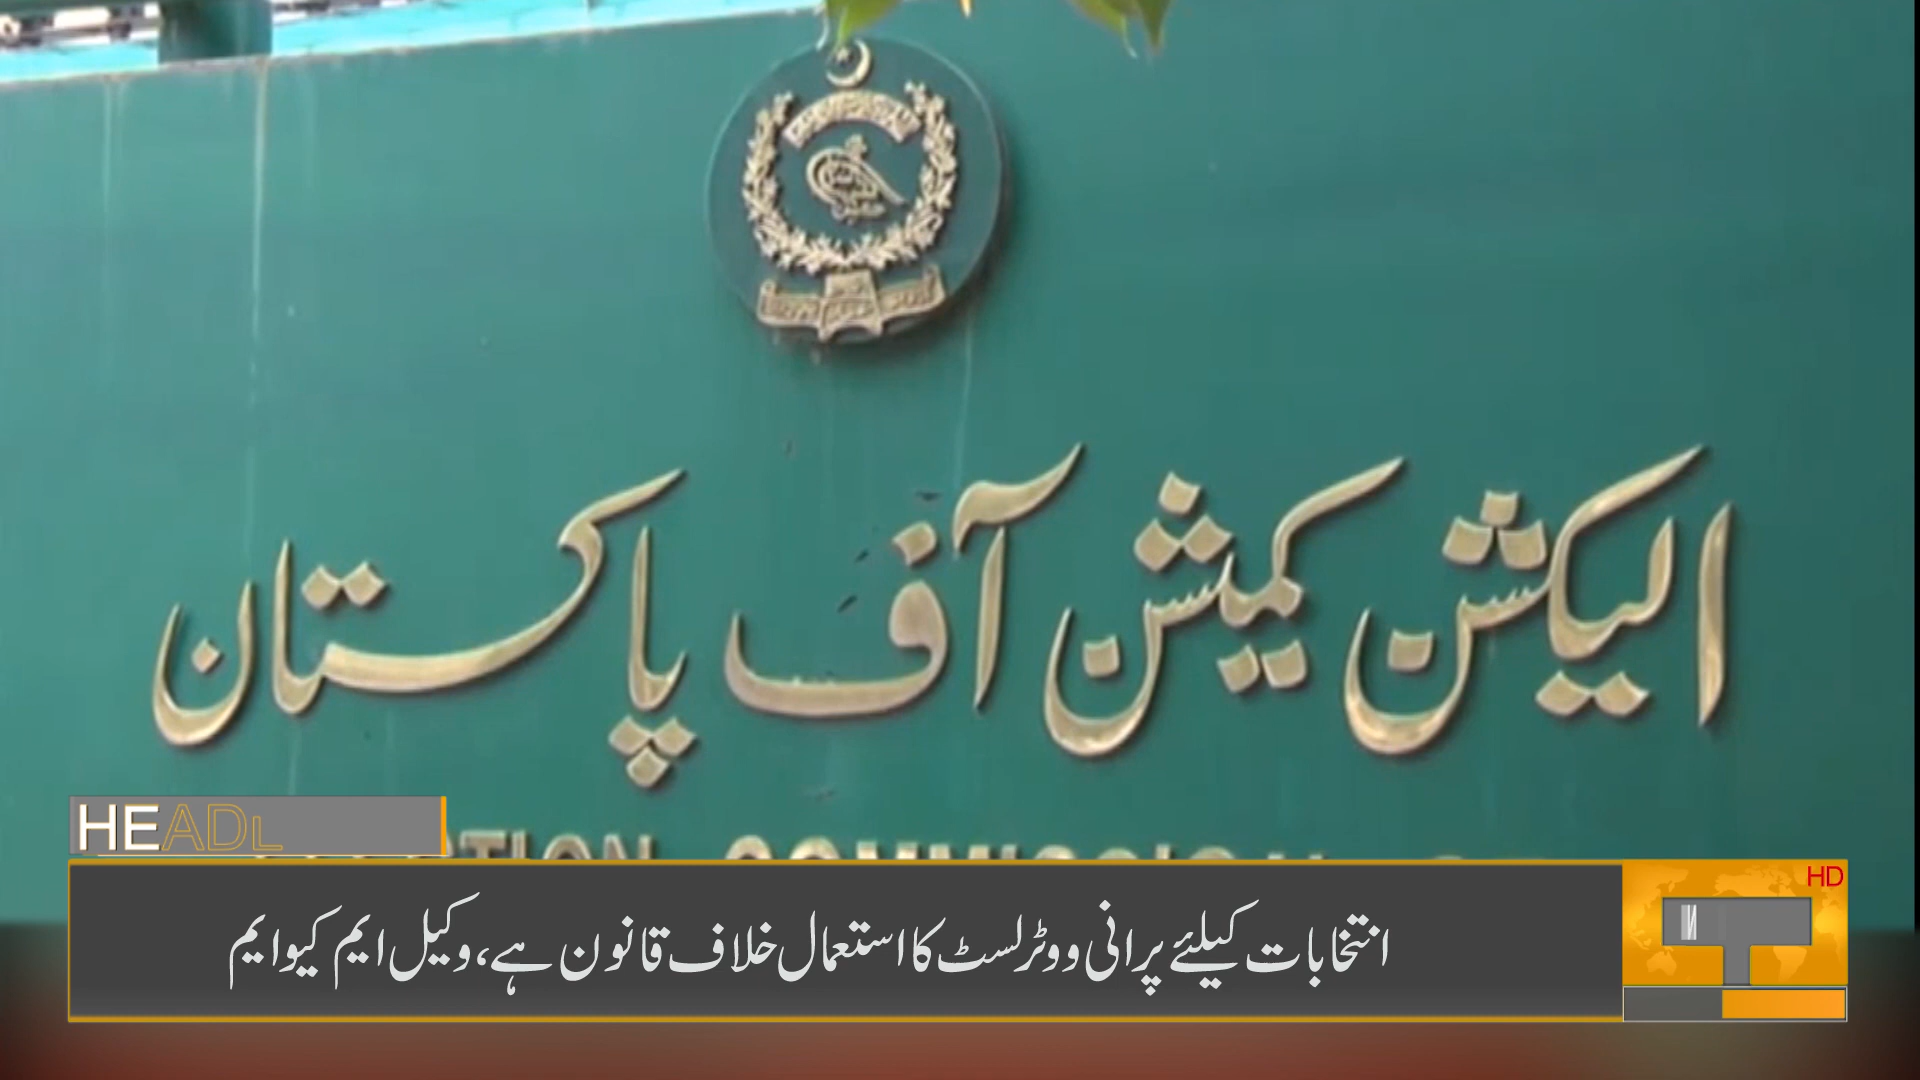 الیکشن کمیشن آف پاکستان
COMMISSION
HEADL
HD
انتخابات کیلئے پرانی ووٹر لسٹ کا استعمال خلاف قانون ہے، وکیل ایم کیو ایم